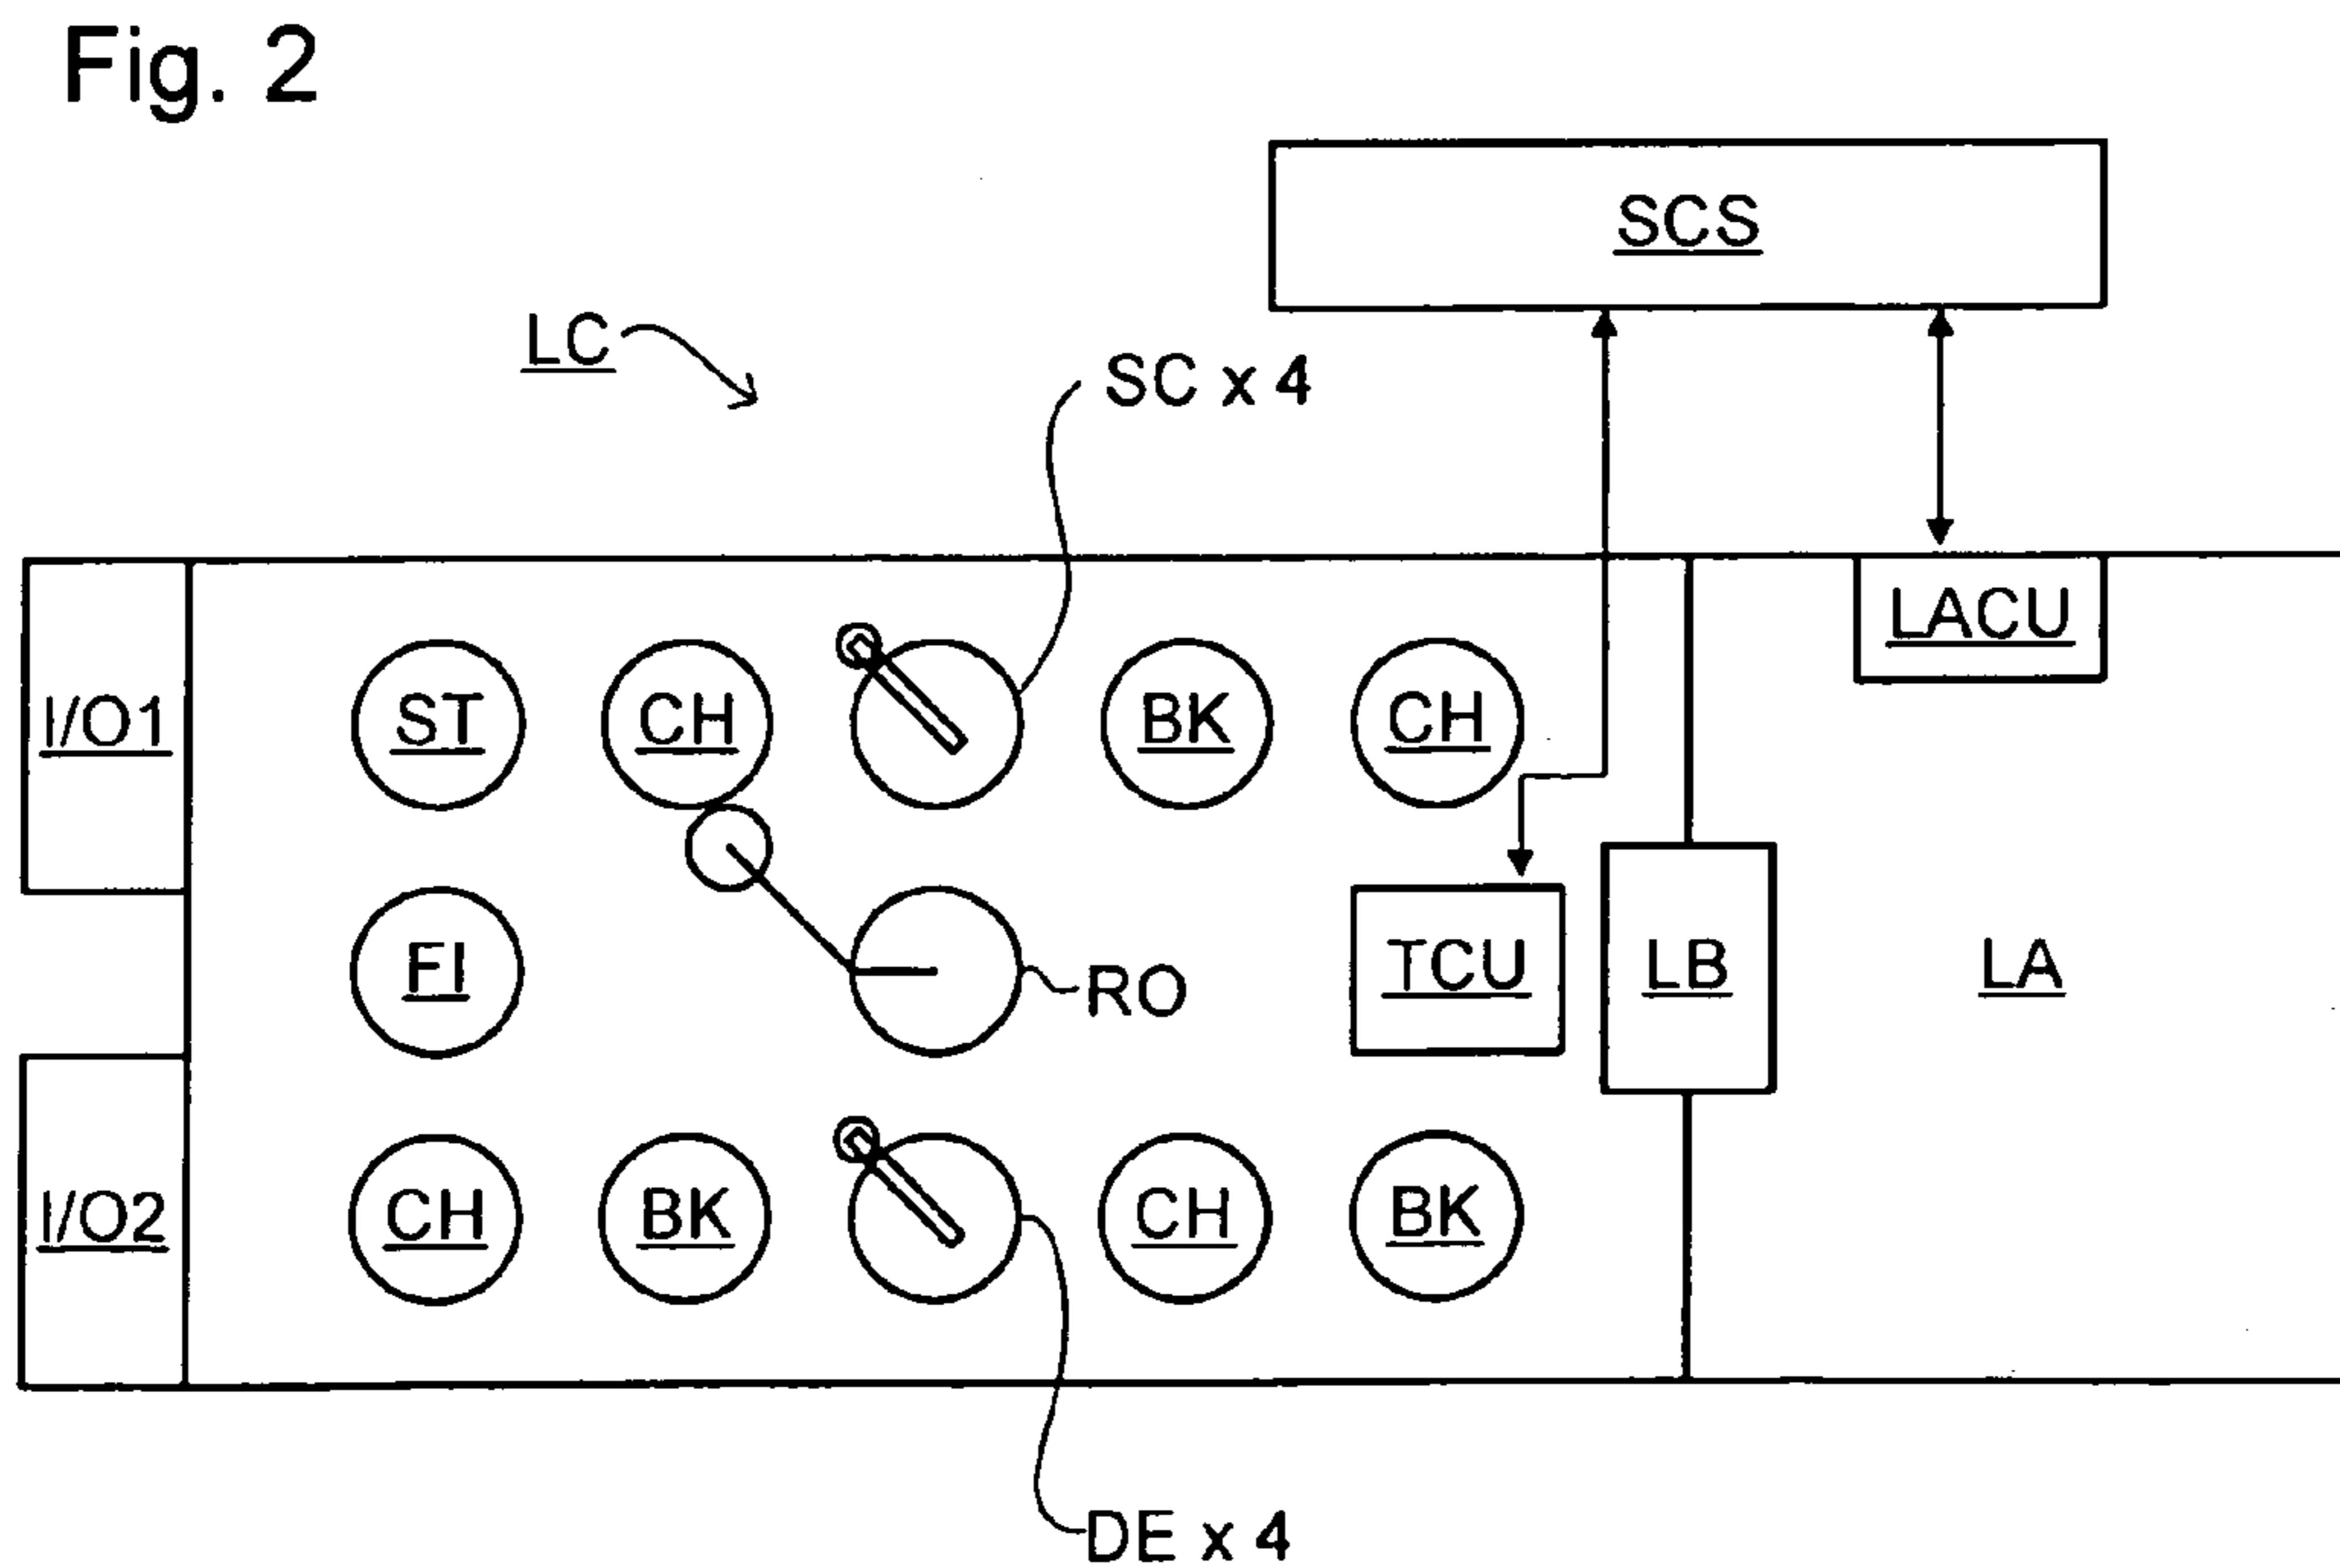 Fig. 2
SCS
LC
SC x 4
LACU
I/O1
ST
CH
BK
CH
FI
RO
TCU
LB
LA
I/O2
CH
BK
CH
BK
DE x 4